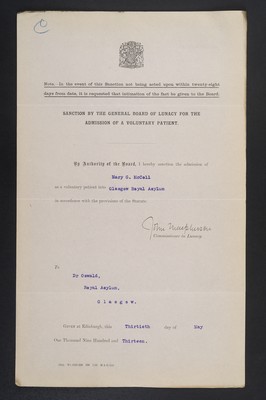 Note.- In the event of this Sanction not being acted upon within twenty-eight
days from date, it is requested that intimation of the fact be given to the Board.
SANCTION BY THE GENERAL BOARD OF LUNACY FOR THE
ADMISSION OF A VOLUNTARY PATIENT.
By Authority of the Board, I hereby sanction the admission of
Mary G. McCall
as a voluntary patient into Glasgow Royal Asylum
in accordance with the provisions of the Statute.
John Macpherson
Commissioner in Lunacy.
To
Dr Oswald,
Royal Asylum,
Glasgow.
Given at Edinburgh, this Thirtieth day of May
One Thousand Nine Hundred and Thirteen.